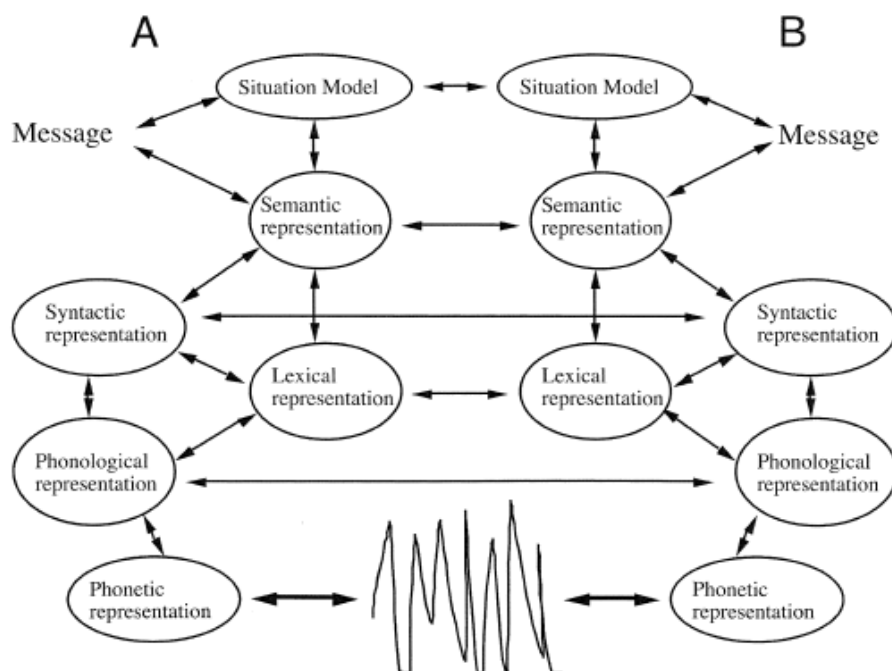 A
B
Situation Model
Situation Model
Message
Message
Semantic
representation
Semantic
representation
Syntactic
representation
Syntactic
representation
Lexical
representation
Lexical
representation
Phonological
representation
Phonological
representation
Phonetic
representation
Phonetic
representation